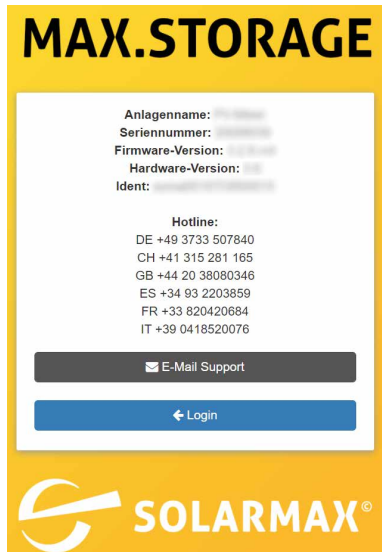 MAX.STORAGE
Anlagenname:
Seriennummer:
Firmware-Version:
Hardware-Version:
Ident:
Hotline:
DE +49 3733 507840
CH +41 315 281 165
GB +44 20 38080346
ES +34 93 2203859
FR +33 820420684
IT +39 0418520076
E-Mail Support
Login
SOLARMAX©